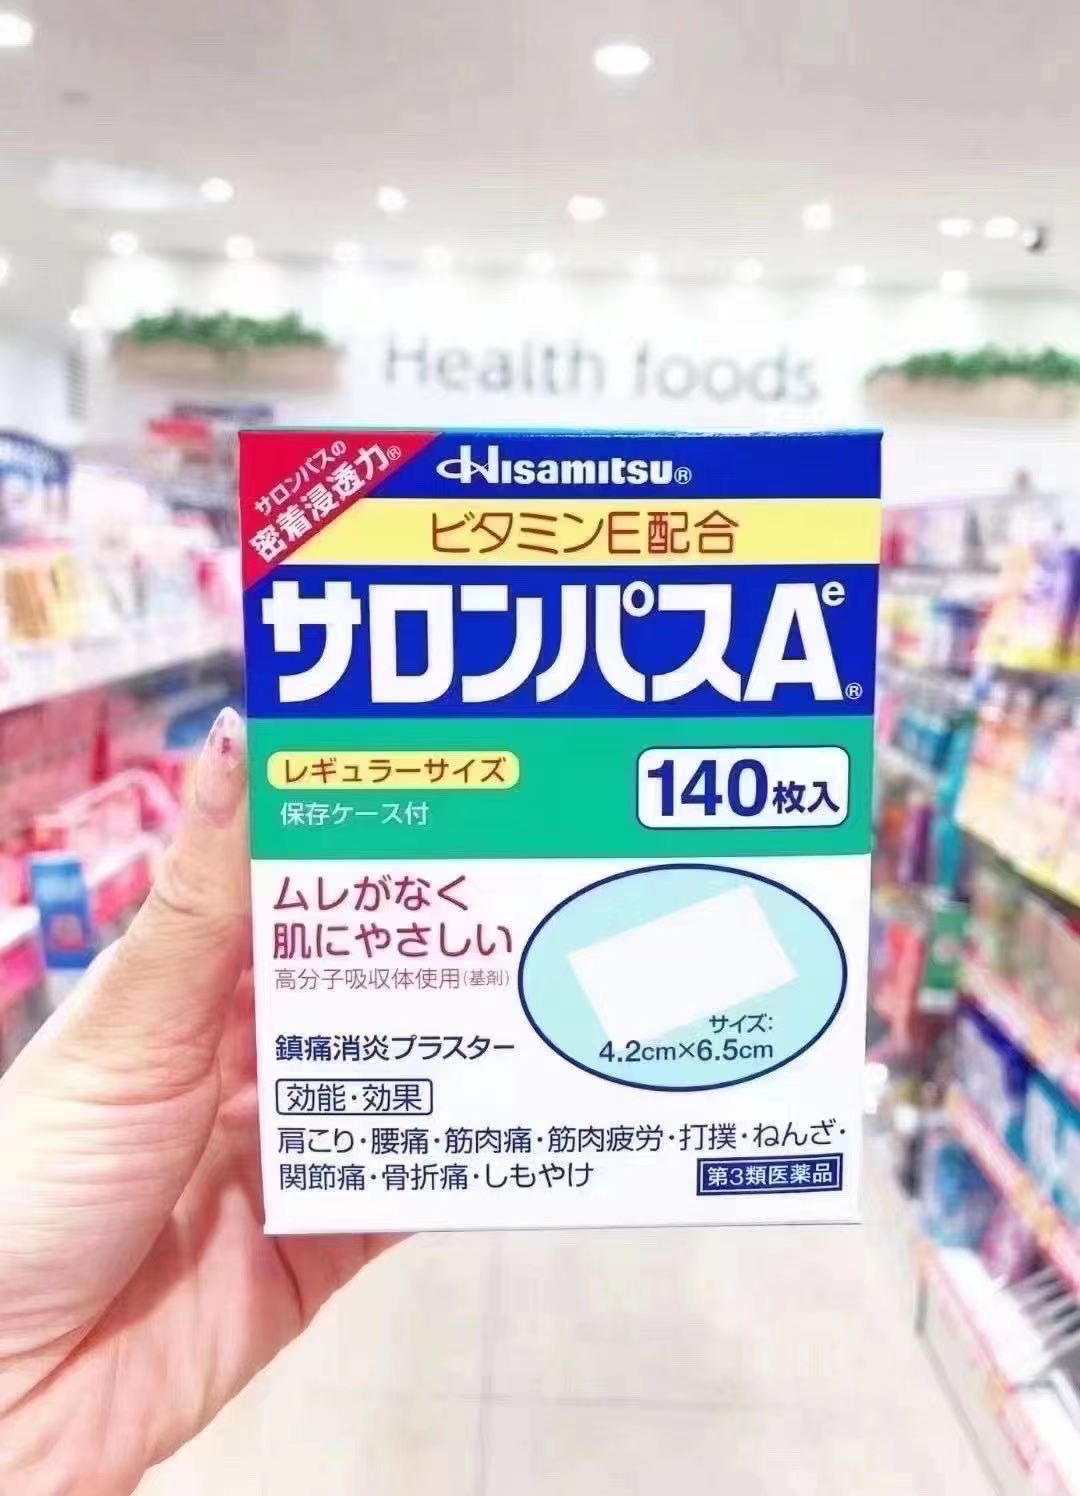 Health foods
サロンパスの
密着浸透力®
Hisamitsu®
ビタミンE配合
サロンパスAe®
レギュラーサイズ
保存ケース付
140枚入
ムレがなく
肌にやさしい
高分子吸収体使用(基剤)
サイズ:
4.2cm×6.5cm
鎮痛消炎プラスター
効能・効果
肩こり・腰痛・筋肉痛・筋肉疲労・打撲・ねんざ・
関節痛・骨折痛・しもやけ
第3類医薬品